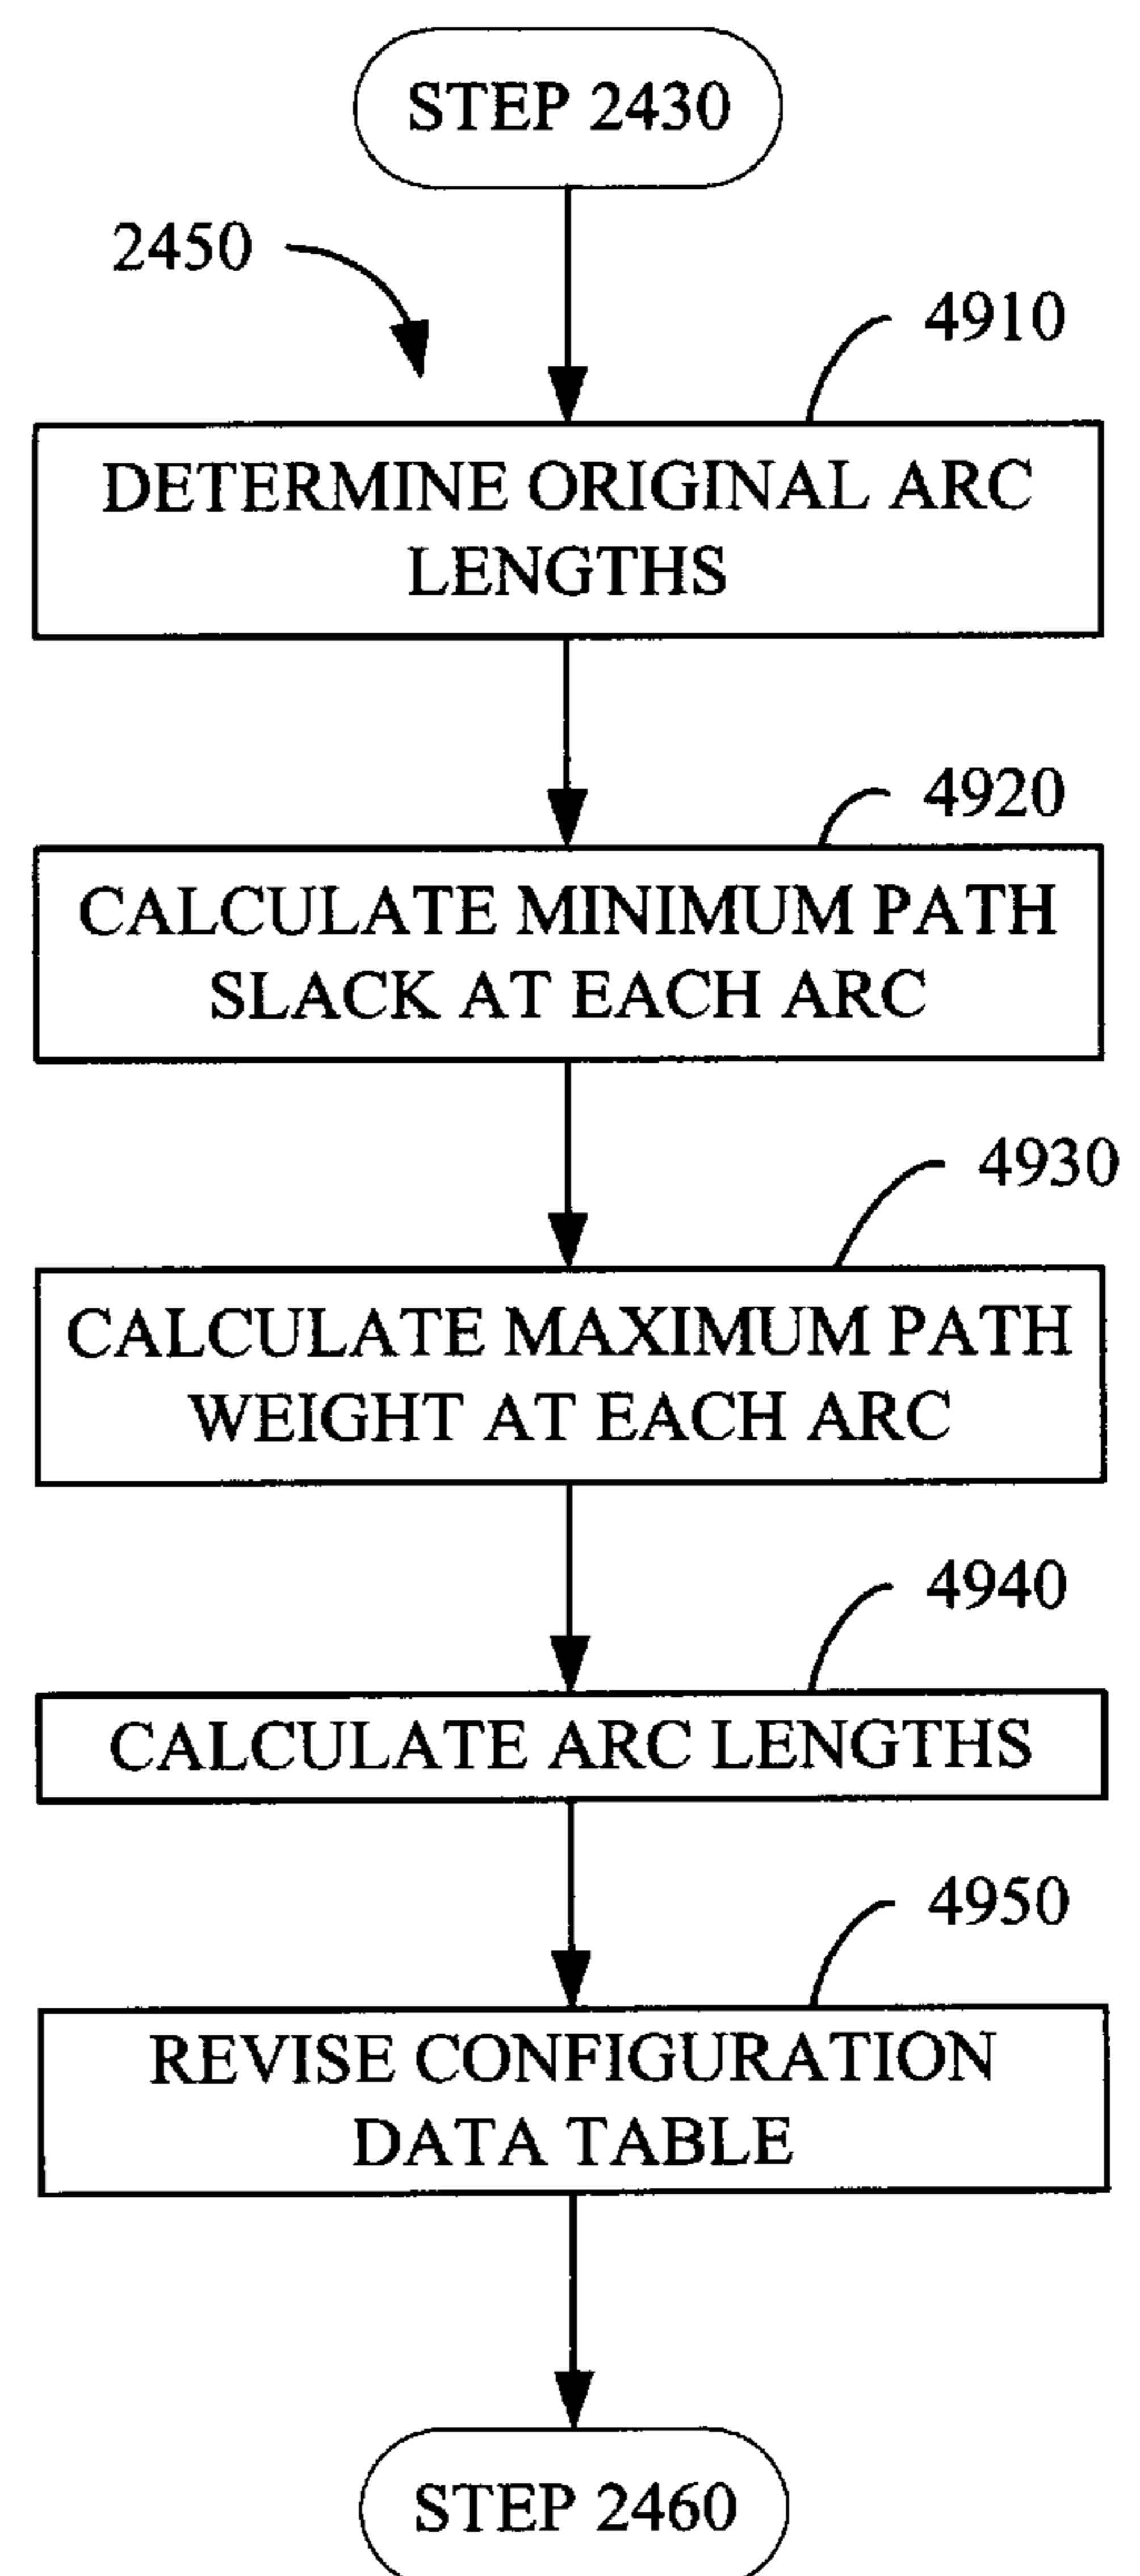 STEP 2430
2450
4910
DETERMINE ORIGINAL ARC
LENGTHS
4920
CALCULATE MINIMUM PATH
SLACK AT EACH ARC
4930
CALCULATE MAXIMUM PATH
WEIGHT AT EACH ARC
4940
CALCULATE ARC LENGTHS
4950
REVISE CONFIGURATION
DATA TABLE
STEP 2460